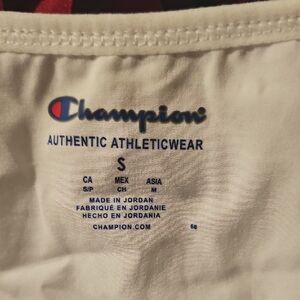 Champion
AUTHENTIC ATHLETICWEAR
S
CA MEX ASIA
S/P CH M
MADE IN JORDAN
FABRIQUÉ EN JORDANIE
HECHO EN JORDANIA
CHAMPION.COM